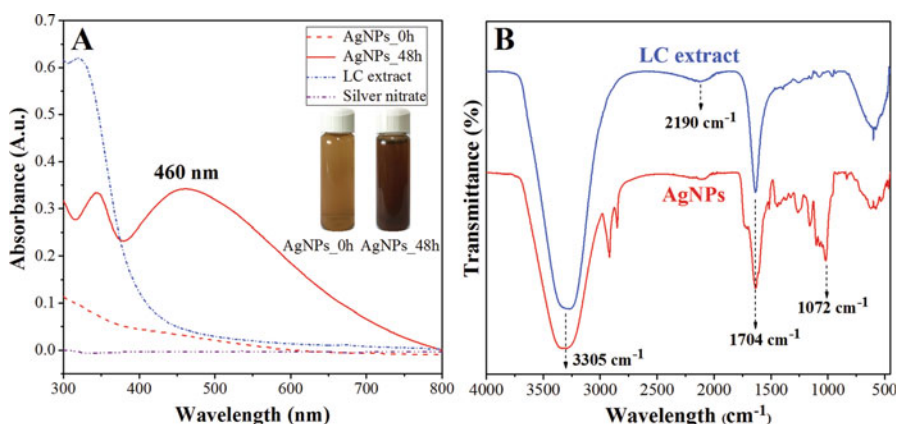 A
AgNPs_0h
AgNPs_48h
LC extract
Silver nitrate
460 nm
AgNPs_0h AgNPs_48h
0.7
0.6
0.5
0.4
0.3
0.2
0.1
0.0
Absorbance (A.u.)
300 400 500 600 700 800
Wavelength (nm)
B
LC extract
2190 cm⁻¹
AgNPs
3305 cm⁻¹
1704 cm⁻¹
1072 cm⁻¹
Transmittance (%)
4000 3500 3000 2500 2000 1500 1000 500
Wavelength (cm⁻¹)